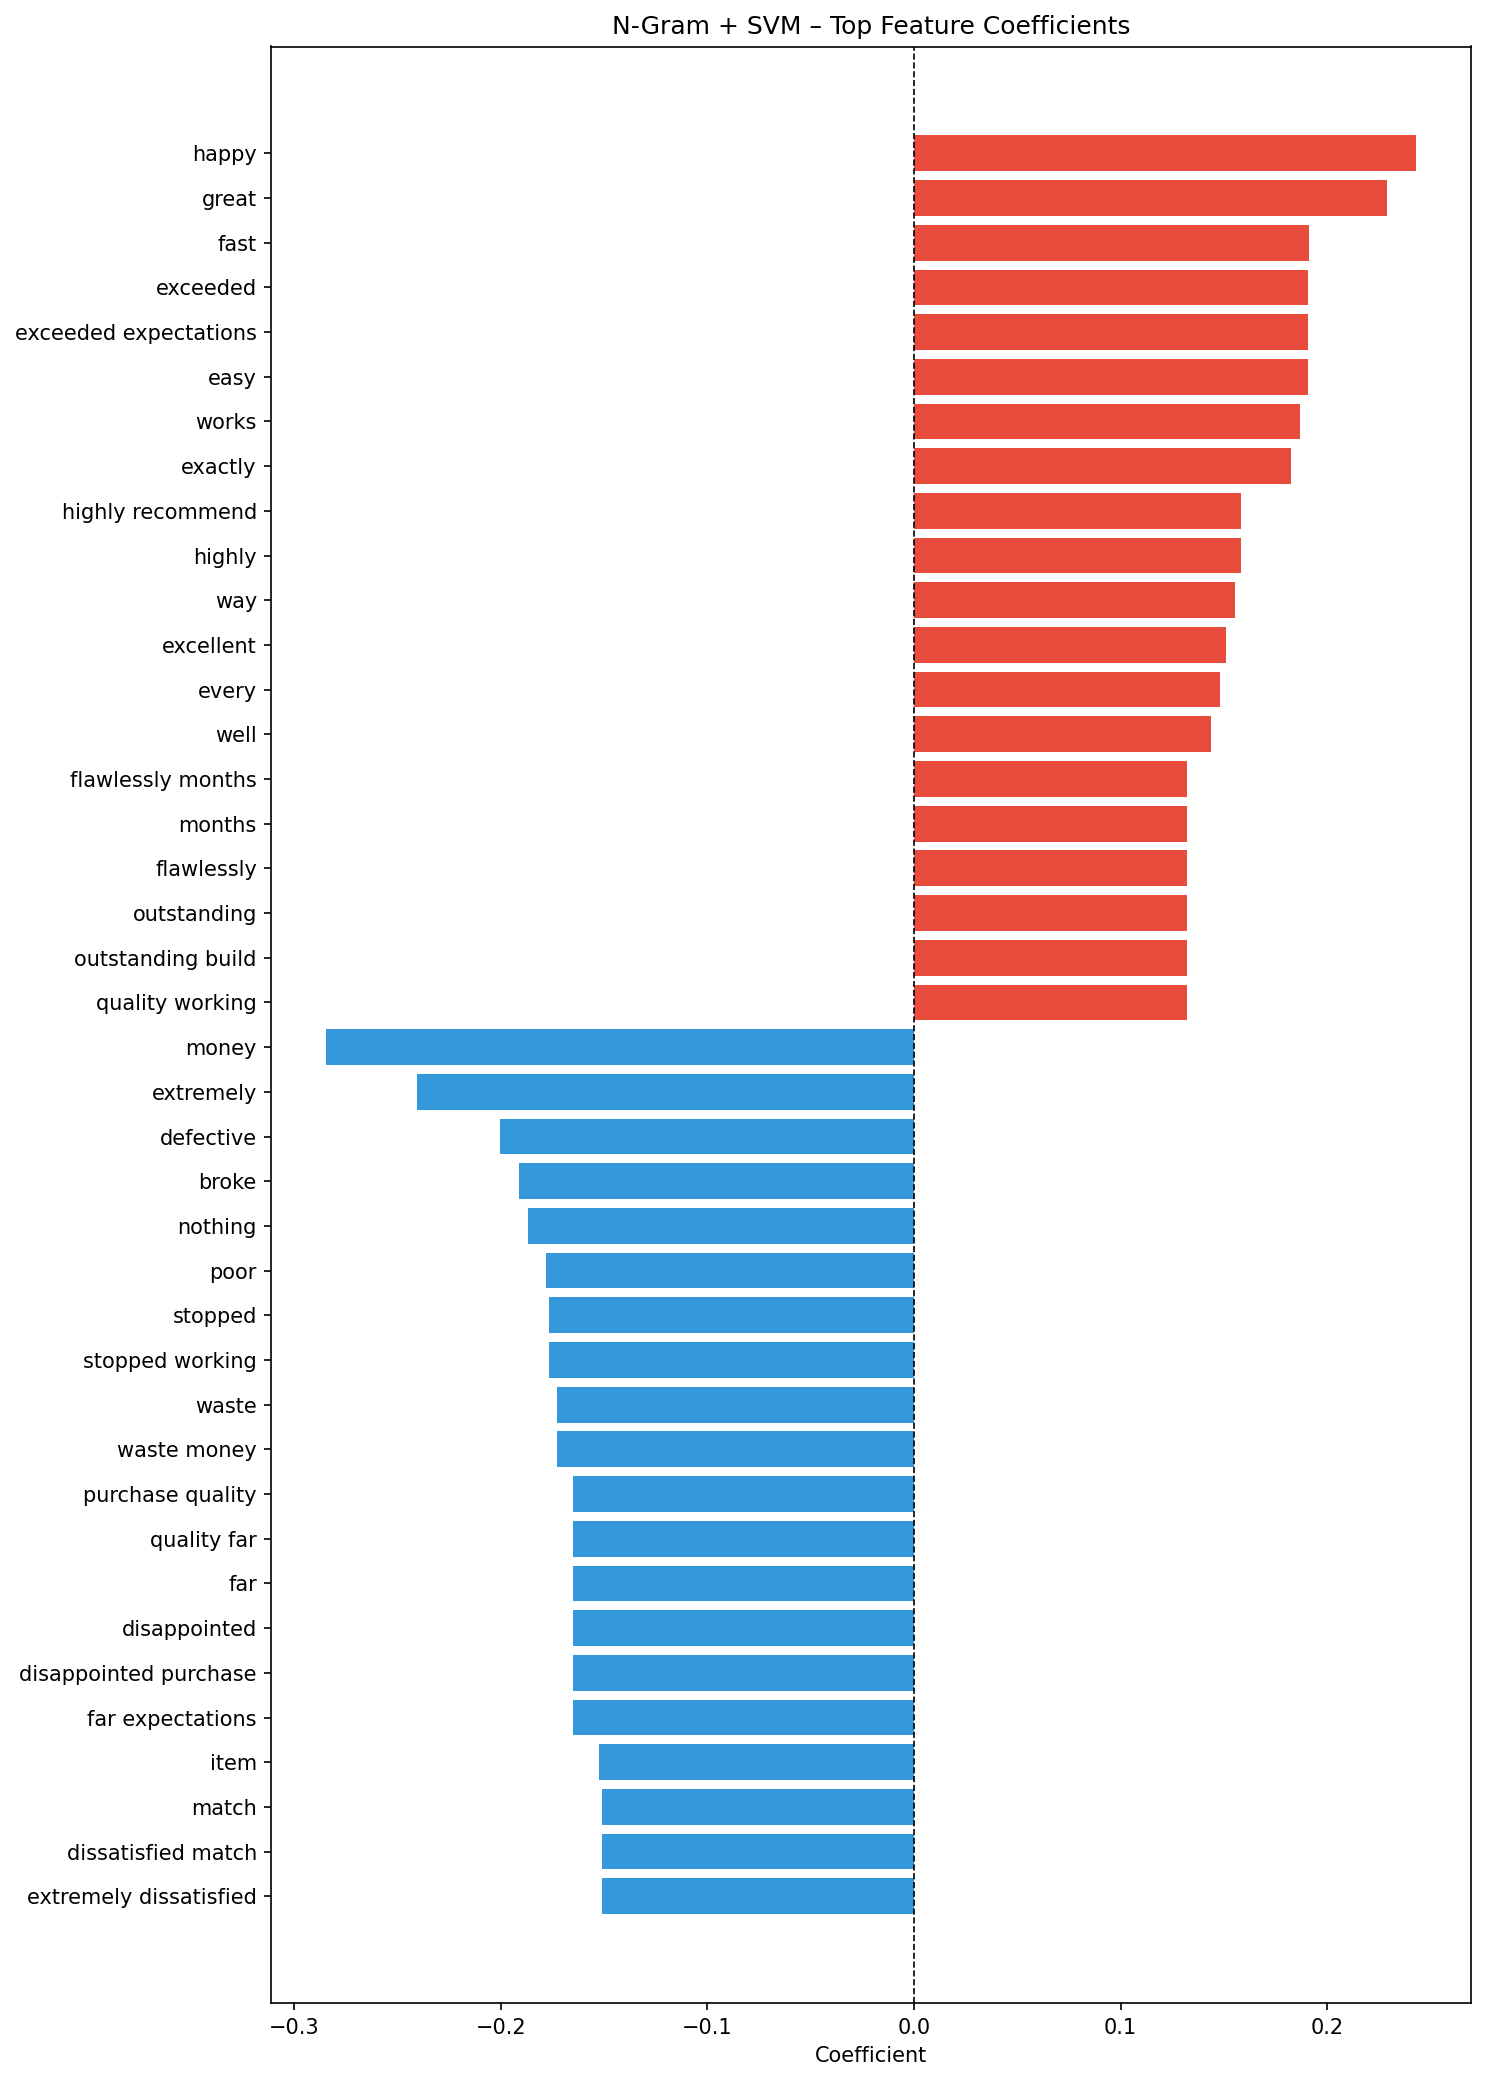 N-Gram + SVM – Top Feature Coefficients
happy
great
fast
exceeded
exceeded expectations
easy
works
exactly
highly recommend
highly
way
excellent
every
well
flawlessly months
months
flawlessly
outstanding
outstanding build
quality working
money
extremely
defective
broke
nothing
poor
stopped
stopped working
waste
waste money
purchase quality
quality far
far
disappointed
disappointed purchase
far expectations
item
match
dissatisfied match
extremely dissatisfied
−0.3 −0.2 −0.1 0.0 0.1 0.2
Coefficient